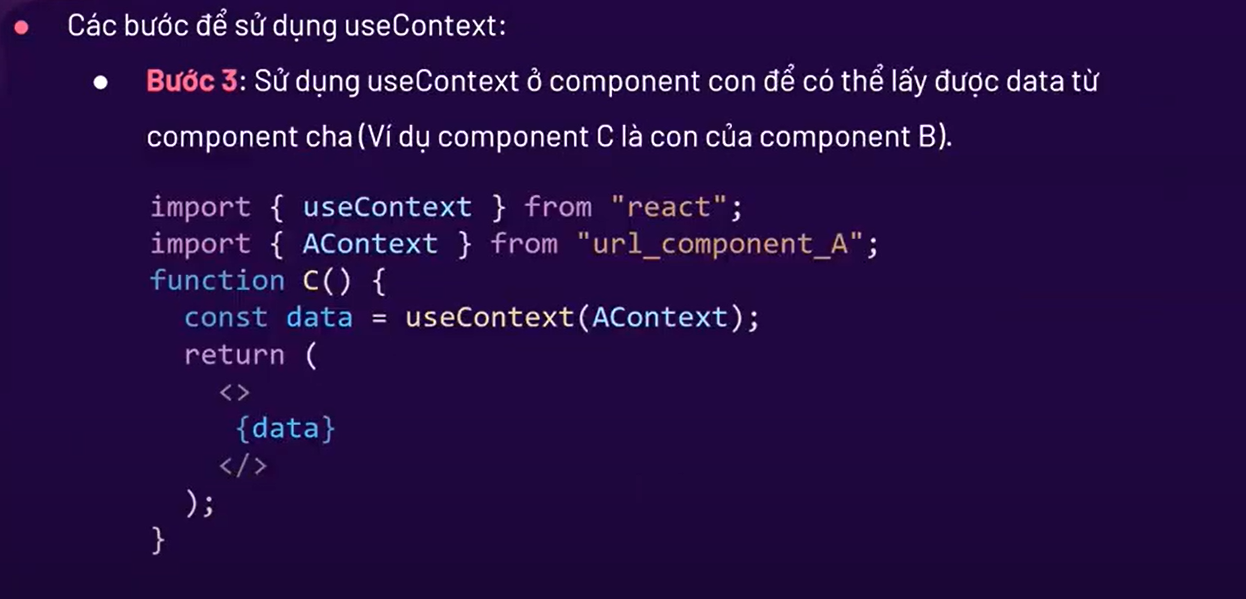 Các bước để sử dụng useContext:
Bước 3: Sử dụng useContext ở component con để có thể lấy được data từ
component cha (Ví dụ component C là con của component B).
import { useContext } from "react";
import { AContext } from "url_component_A";
function C() {
  const data = useContext(AContext);
  return (
    <>
     {data}
    </>
  );
}